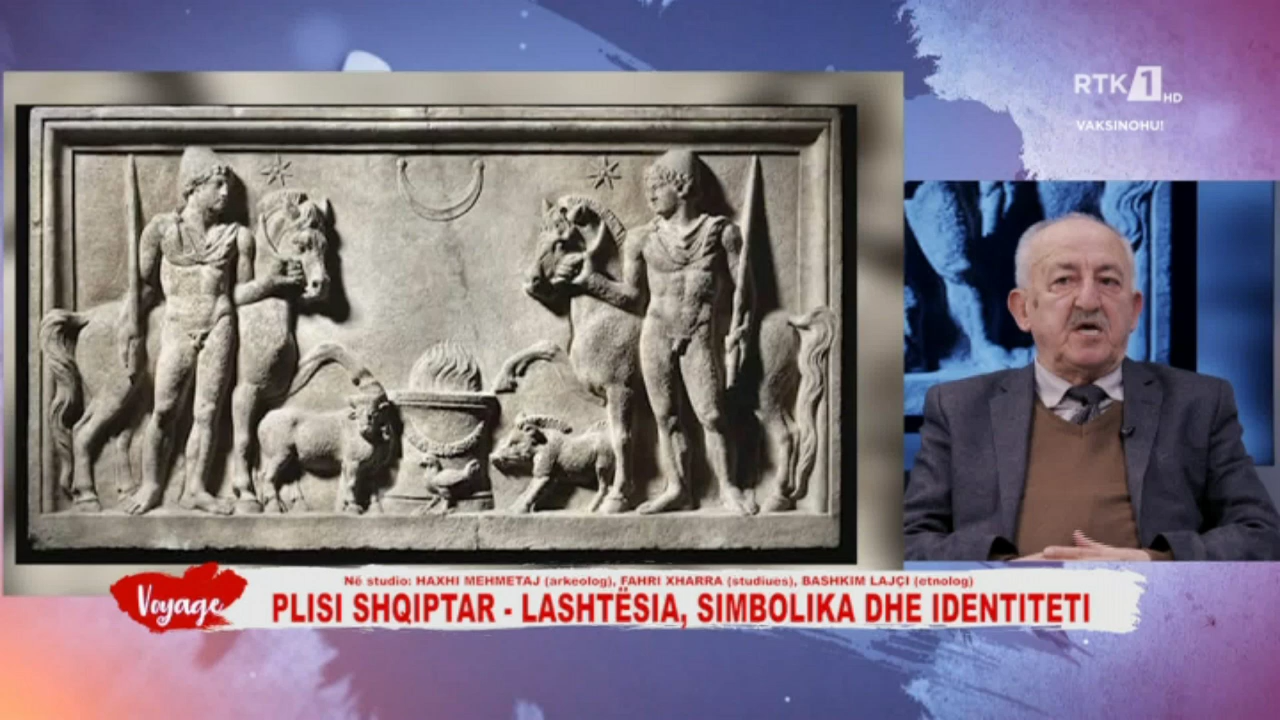 RTK 1 HD
VAKSINOHU!
Në studio: HAXHI MEHMETAJ (arkeolog), FAHRI XHARRA (studiues), BASHKIM LAJÇI (etnolog)
Voyage
PLISI SHQIPTAR - LASHTËSIA, SIMBOLIKA DHE IDENTITETI